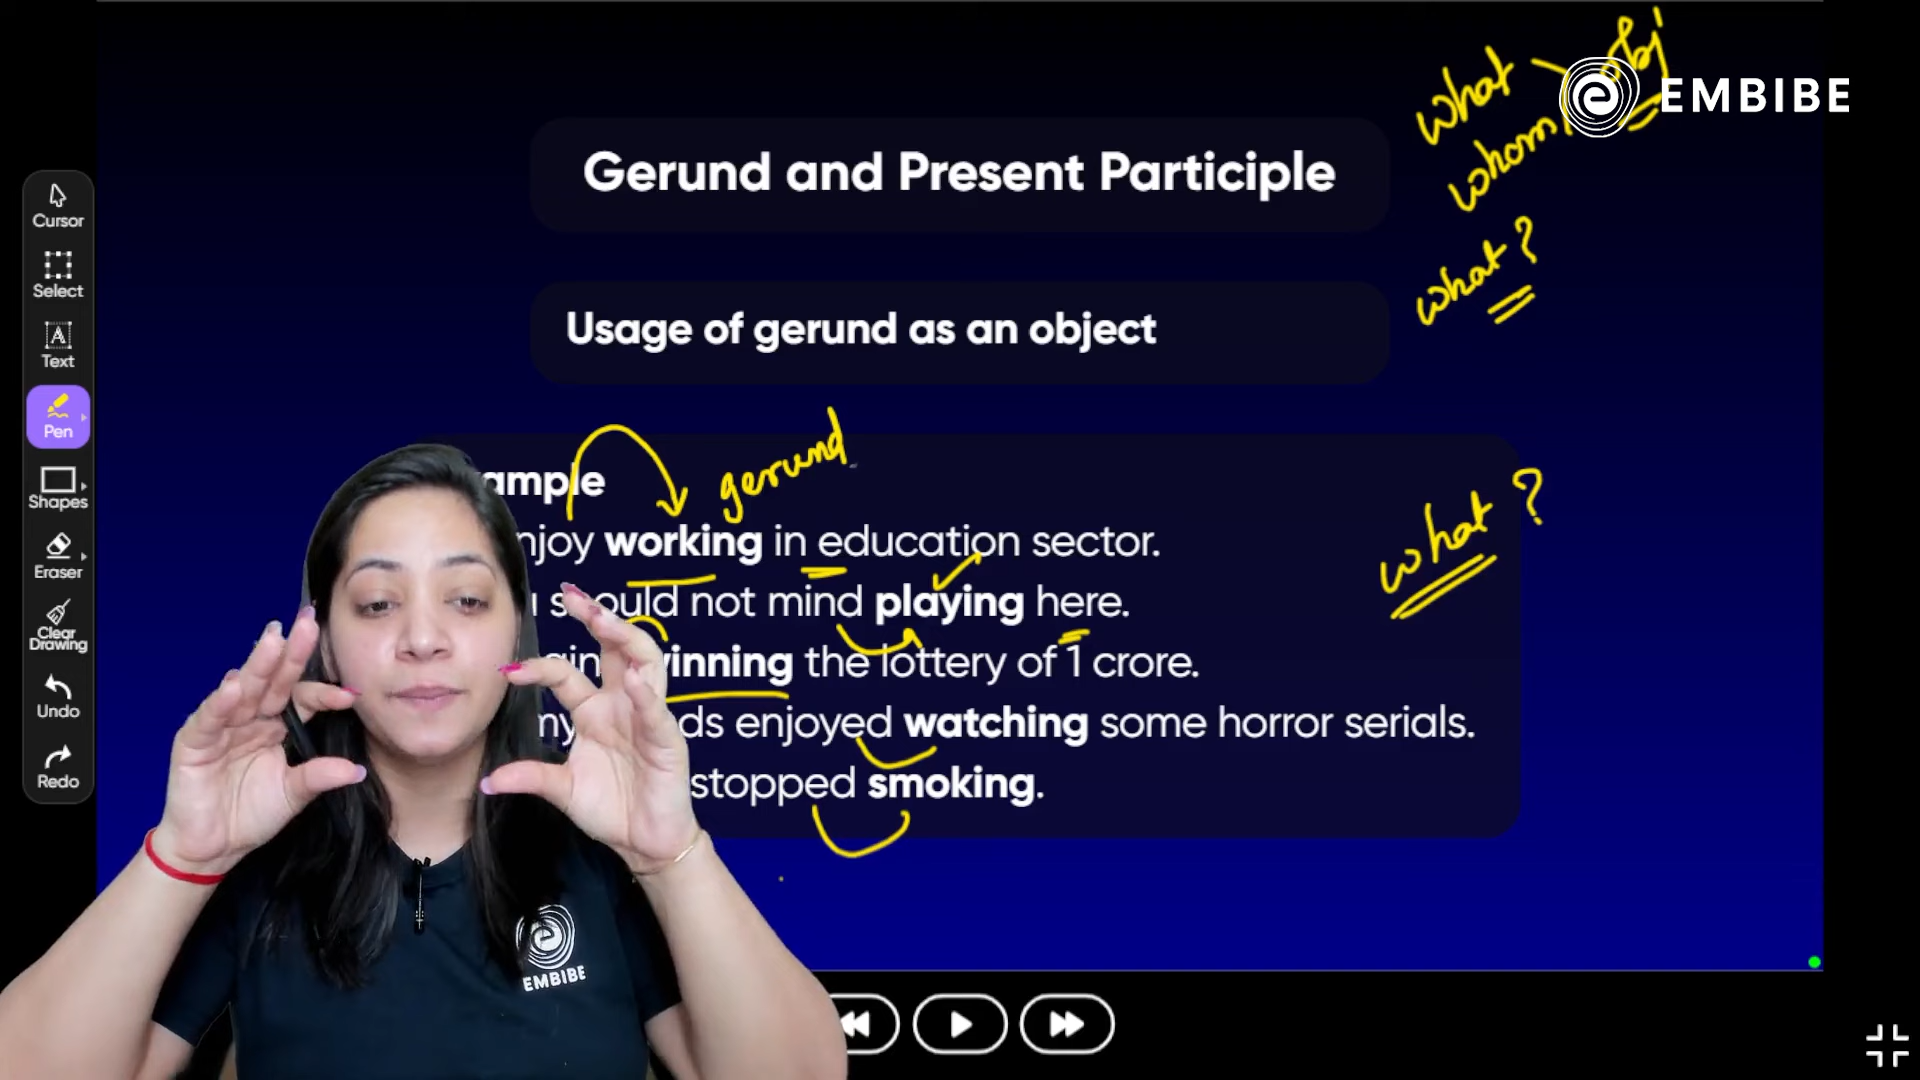 what obj
EMBIBE
whom
Gerund and Present Participle
what?
Usage of gerund as an object
gerund
ample
njoy working in education sector.
what ?
should not mind playing here.
inning the lottery of 1 crore.
my ds enjoyed watching some horror serials.
stopped smoking.
Cursor
Select
Text
Pen
Shapes
Eraser
Clear
Drawing
Undo
Redo
EMBIBE